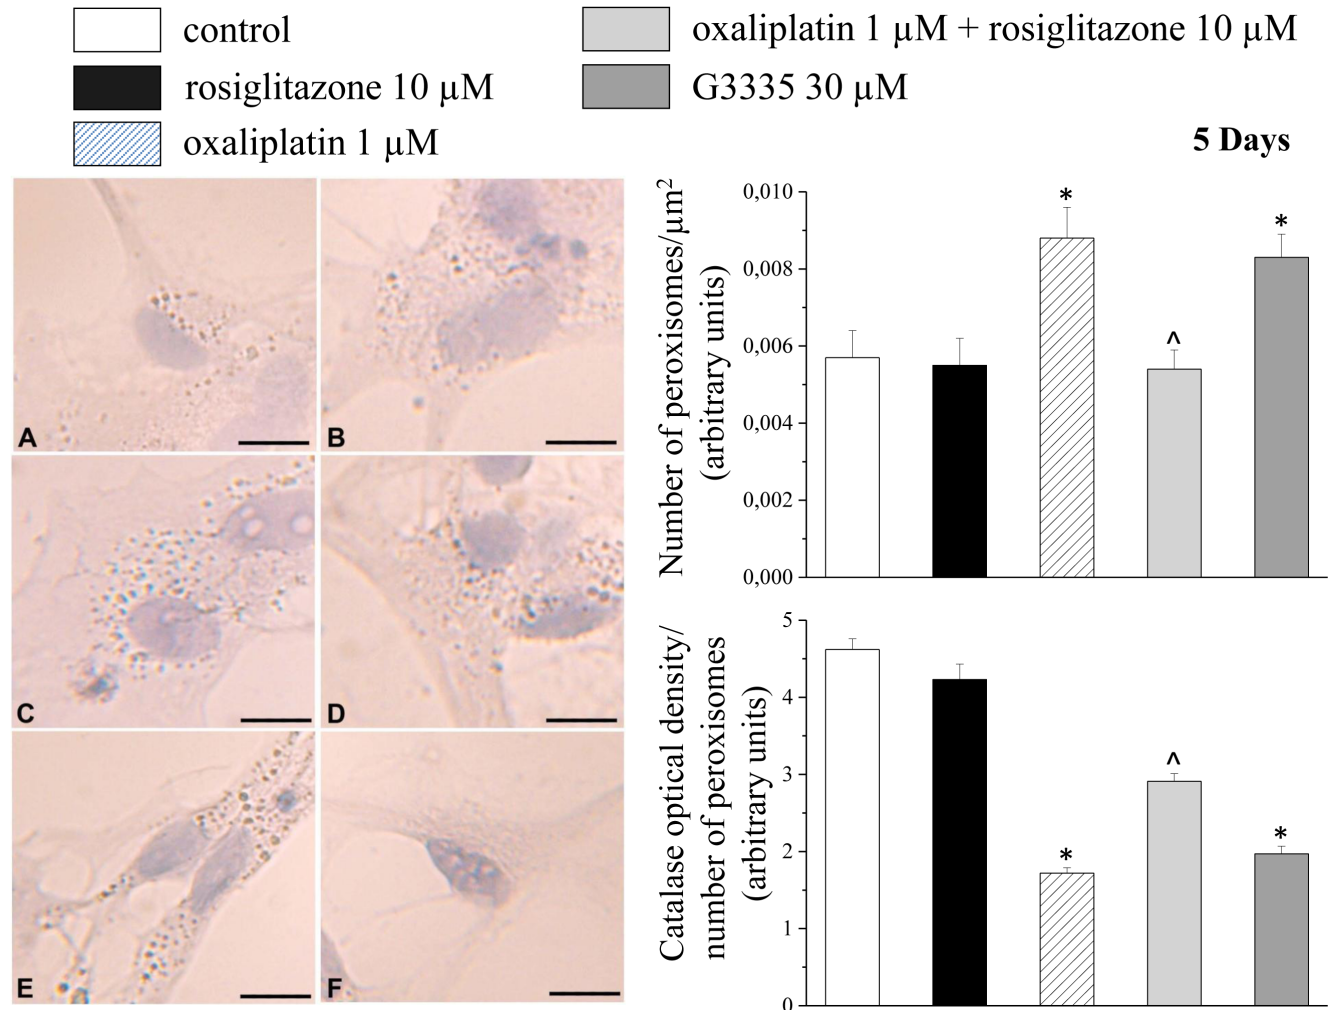 control
rosiglitazone 10 µM
oxaliplatin 1 µM
oxaliplatin 1 µM + rosiglitazone 10 µM
G3335 30 µM
5 Days
A
B
C
D
E
F
Number of peroxisomes/µm²
(arbitrary units)
0,010
0,008
0,006
0,004
0,002
0,000
*
^
*
Catalase optical density/
number of peroxisomes
(arbitrary units)
5
4
3
2
1
0
*
^
*